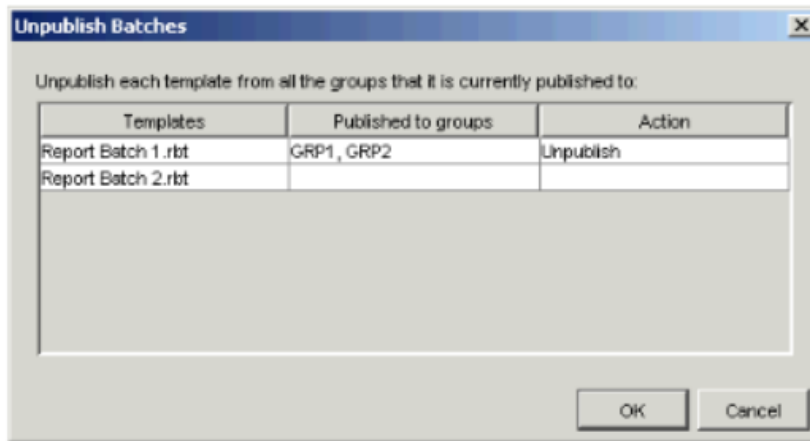 Unpublish Batches
Unpublish each template from all the groups that it is currently published to:
Templates Published to groups Action
Report Batch 1.rbt GRP1, GRP2 Unpublish
Report Batch 2.rbt
OK Cancel